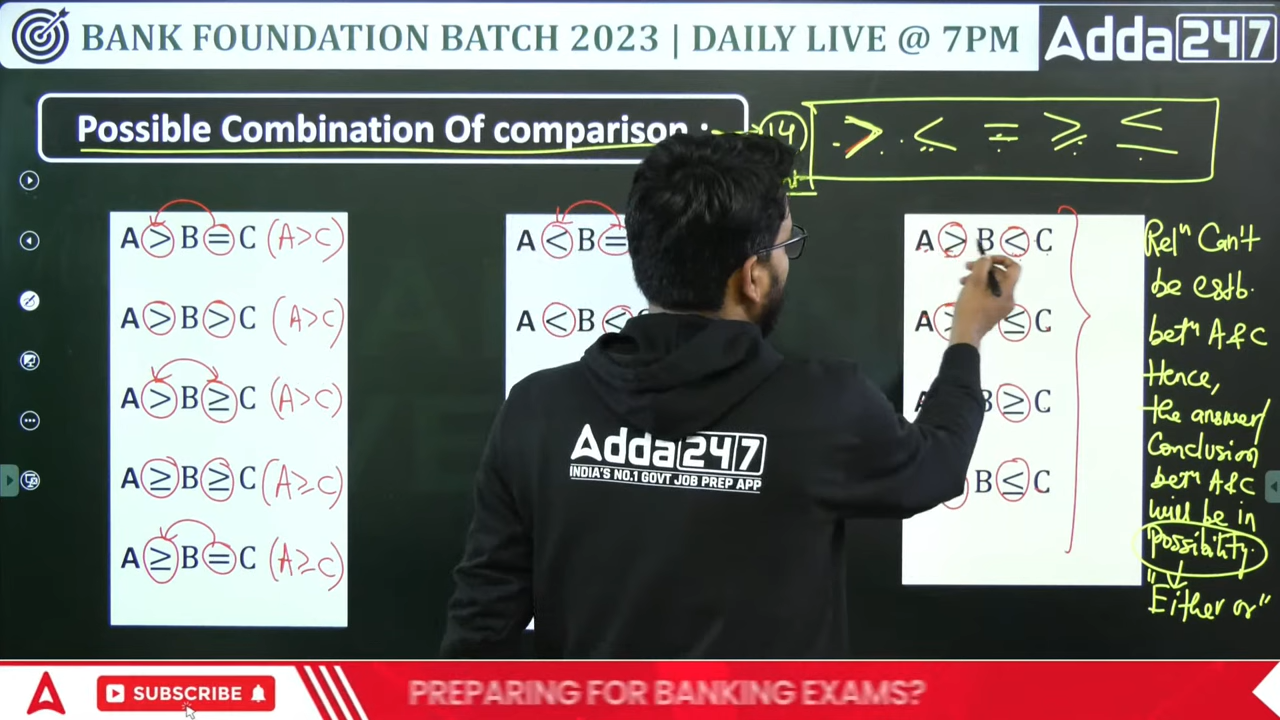 BANK FOUNDATION BATCH 2023 | DAILY LIVE @ 7PM
Adda247
Possible Combination Of comparison :
14
> < = ≥ ≤
A > B = C (A>C)
A > B > C (A>C)
A > B ≥ C (A>C)
A ≥ B ≥ C (A≥C)
A ≥ B = C (A≥C)
A < B =
A < B <
A > B < C
A > ≤ C
B ≥ C
B ≤ C
Relⁿ Can't
be estb.
betⁿ A & C
Hence,
the answer/
Conclusion
betⁿ A & C
will be in
"possibility"
"Either or"
Adda247
INDIA'S NO.1 GOVT JOB PREP APP
SUBSCRIBE
PREPARING FOR BANKING EXAMS?